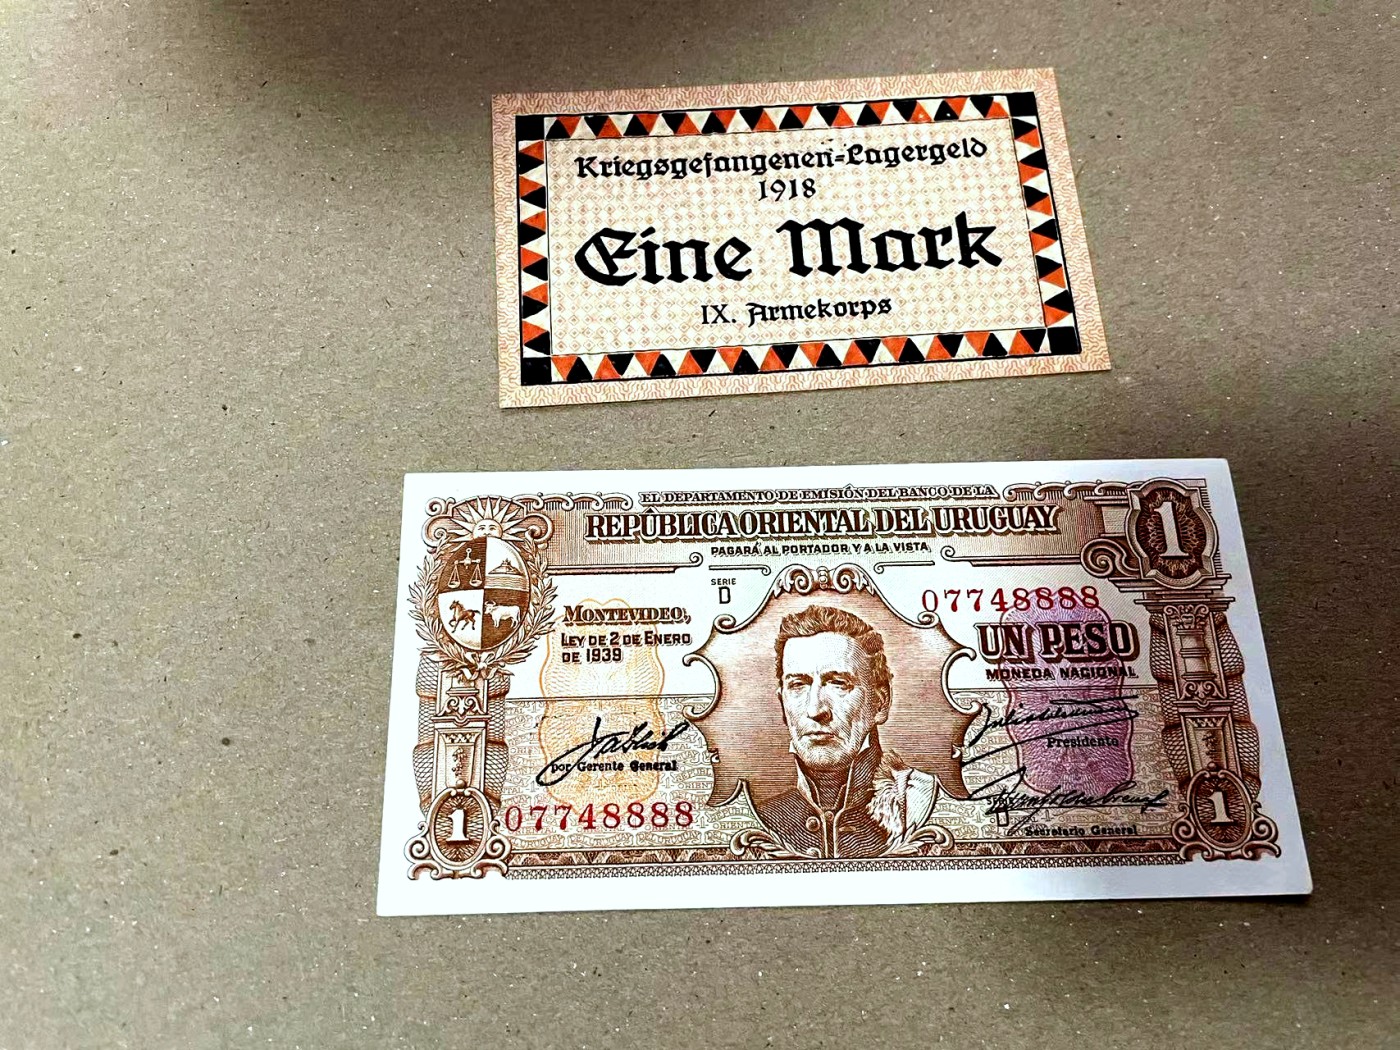 Kriegsgefangenen-Lagergeld
1918
Eine Mark
IX. Armekorps
EL DEPARTAMENTO DE EMISIÓN DEL BANCO DE LA
REPÚBLICA ORIENTAL DEL URUGUAY
PAGARÁ AL PORTADOR Y A LA VISTA
1
SERIE
D
07748888
MONTEVIDEO,
LEY DE 2 DE ENERO
DE 1939
UN PESO
MONEDA NACIONAL
Presidente
por Gerente General
07748888
SERIE
D
Secretario General
1
1